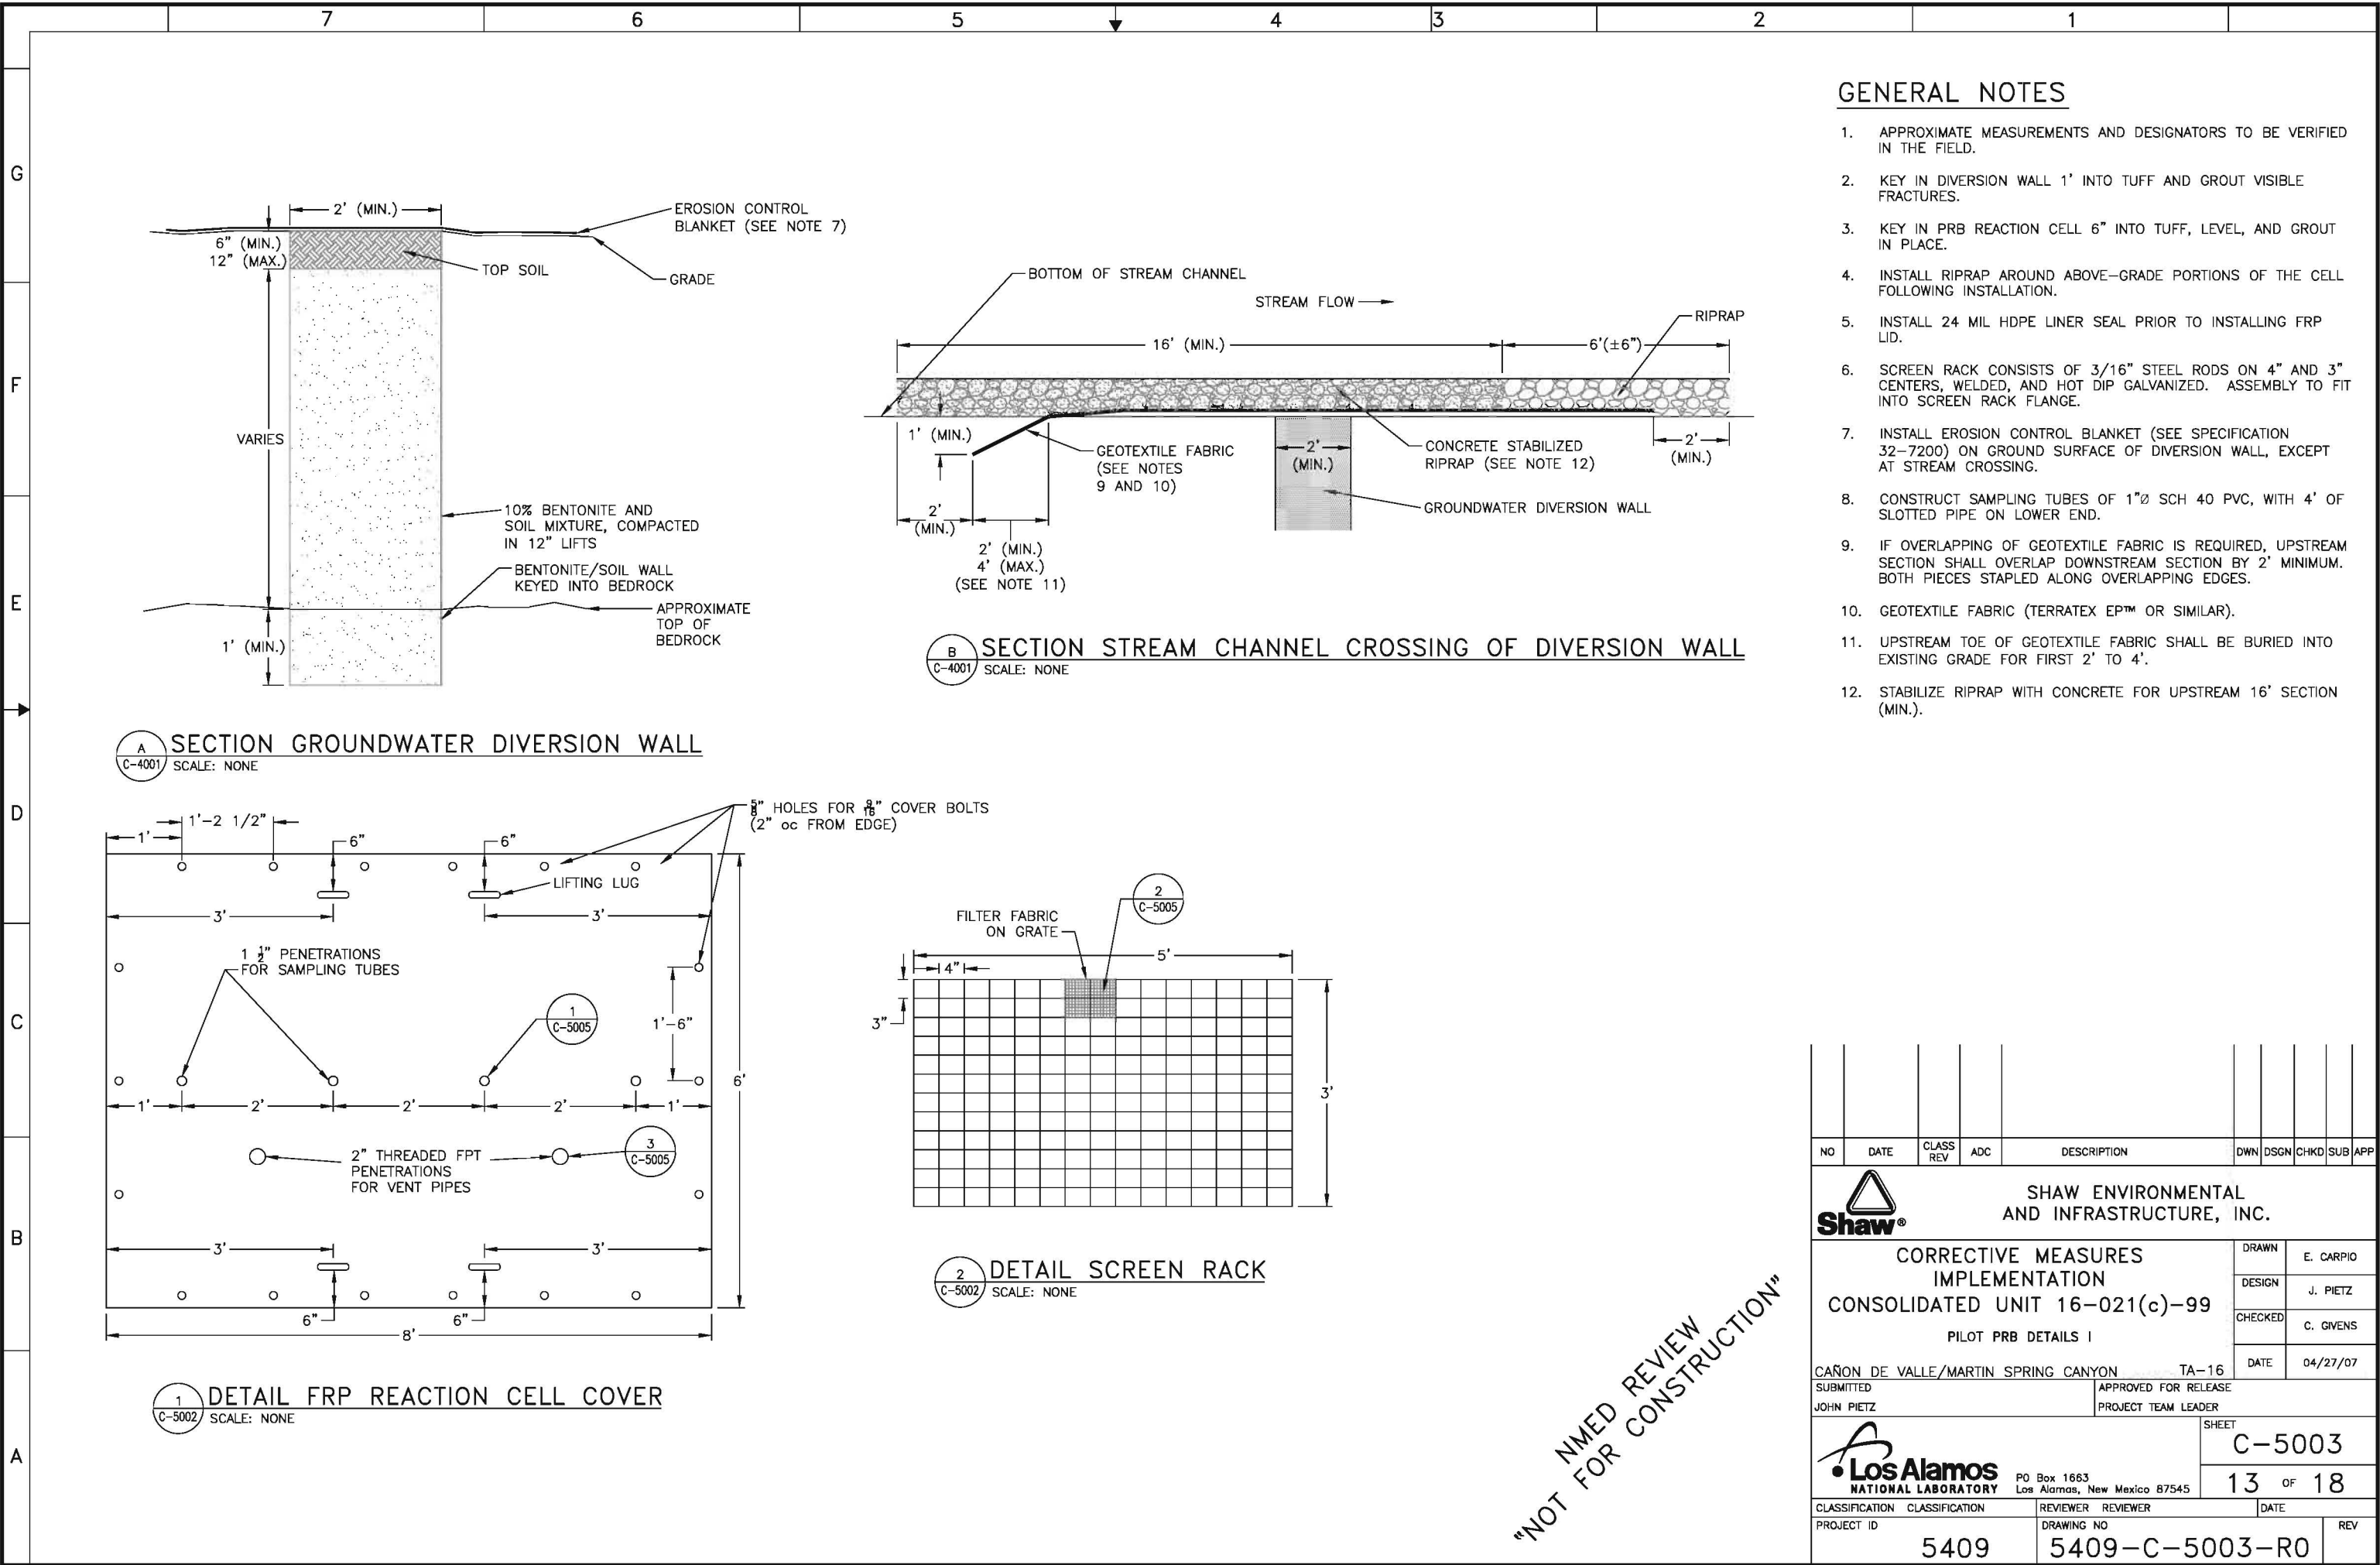 7
6
5
4
3
2
1
G
F
E
D
C
B
A
GENERAL NOTES
1. APPROXIMATE MEASUREMENTS AND DESIGNATORS TO BE VERIFIED
IN THE FIELD.
2. KEY IN DIVERSION WALL 1' INTO TUFF AND GROUT VISIBLE
FRACTURES.
3. KEY IN PRB REACTION CELL 6" INTO TUFF, LEVEL, AND GROUT
IN PLACE.
4. INSTALL RIPRAP AROUND ABOVE-GRADE PORTIONS OF THE CELL
FOLLOWING INSTALLATION.
5. INSTALL 24 MIL HDPE LINER SEAL PRIOR TO INSTALLING FRP
LID.
6. SCREEN RACK CONSISTS OF 3/16" STEEL RODS ON 4" AND 3"
CENTERS, WELDED, AND HOT DIP GALVANIZED. ASSEMBLY TO FIT
INTO SCREEN RACK FLANGE.
7. INSTALL EROSION CONTROL BLANKET (SEE SPECIFICATION
32-7200) ON GROUND SURFACE OF DIVERSION WALL, EXCEPT
AT STREAM CROSSING.
8. CONSTRUCT SAMPLING TUBES OF 1"Ø SCH 40 PVC, WITH 4' OF
SLOTTED PIPE ON LOWER END.
9. IF OVERLAPPING OF GEOTEXTILE FABRIC IS REQUIRED, UPSTREAM
SECTION SHALL OVERLAP DOWNSTREAM SECTION BY 2' MINIMUM.
BOTH PIECES STAPLED ALONG OVERLAPPING EDGES.
10. GEOTEXTILE FABRIC (TERRATEX EP™ OR SIMILAR).
11. UPSTREAM TOE OF GEOTEXTILE FABRIC SHALL BE BURIED INTO
EXISTING GRADE FOR FIRST 2' TO 4'.
12. STABILIZE RIPRAP WITH CONCRETE FOR UPSTREAM 16' SECTION
(MIN.).
2' (MIN.)
6" (MIN.)
12" (MAX.)
EROSION CONTROL
BLANKET (SEE NOTE 7)
TOP SOIL
GRADE
VARIES
10% BENTONITE AND
SOIL MIXTURE, COMPACTED
IN 12" LIFTS
BENTONITE/SOIL WALL
KEYED INTO BEDROCK
APPROXIMATE
TOP OF
BEDROCK
1' (MIN.)
A
C-4001
SECTION GROUNDWATER DIVERSION WALL
SCALE: NONE
BOTTOM OF STREAM CHANNEL
STREAM FLOW
RIPRAP
16' (MIN.)
6'(±6")
1' (MIN.)
GEOTEXTILE FABRIC
(SEE NOTES
9 AND 10)
2'
(MIN.)
CONCRETE STABILIZED
RIPRAP (SEE NOTE 12)
2'
(MIN.)
GROUNDWATER DIVERSION WALL
2'
(MIN.)
2' (MIN.)
4' (MAX.)
(SEE NOTE 11)
B
C-4001
SECTION STREAM CHANNEL CROSSING OF DIVERSION WALL
SCALE: NONE
1'
1'-2 1/2"
6"
6"
5/8" HOLES FOR 9/16" COVER BOLTS
(2" oc FROM EDGE)
LIFTING LUG
3'
3'
1 1/2" PENETRATIONS
FOR SAMPLING TUBES
1
C-5005
1'-6"
6'
1'
2'
2'
2'
1'
2" THREADED FPT
PENETRATIONS
FOR VENT PIPES
3
C-5005
3'
3'
6"
6"
8'
1
C-5002
DETAIL FRP REACTION CELL COVER
SCALE: NONE
2
C-5005
FILTER FABRIC
ON GRATE
5'
4"
3"
3'
2
C-5002
DETAIL SCREEN RACK
SCALE: NONE
NMED REVIEW
"NOT FOR CONSTRUCTION"
NO DATE CLASS REV ADC DESCRIPTION DWN DSGN CHKD SUB APP
Shaw®
SHAW ENVIRONMENTAL
AND INFRASTRUCTURE, INC.
CORRECTIVE MEASURES
IMPLEMENTATION
CONSOLIDATED UNIT 16-021(c)-99
PILOT PRB DETAILS I
CAÑON DE VALLE/MARTIN SPRING CANYON TA-16
DRAWN E. CARPIO
DESIGN J. PIETZ
CHECKED C. GIVENS
DATE 04/27/07
SUBMITTED
JOHN PIETZ
APPROVED FOR RELEASE
PROJECT TEAM LEADER
Los Alamos
NATIONAL LABORATORY
PO Box 1663
Los Alamos, New Mexico 87545
SHEET
C-5003
13 OF 18
CLASSIFICATION CLASSIFICATION REVIEWER REVIEWER DATE
PROJECT ID
5409
DRAWING NO
5409-C-5003-R0
REV